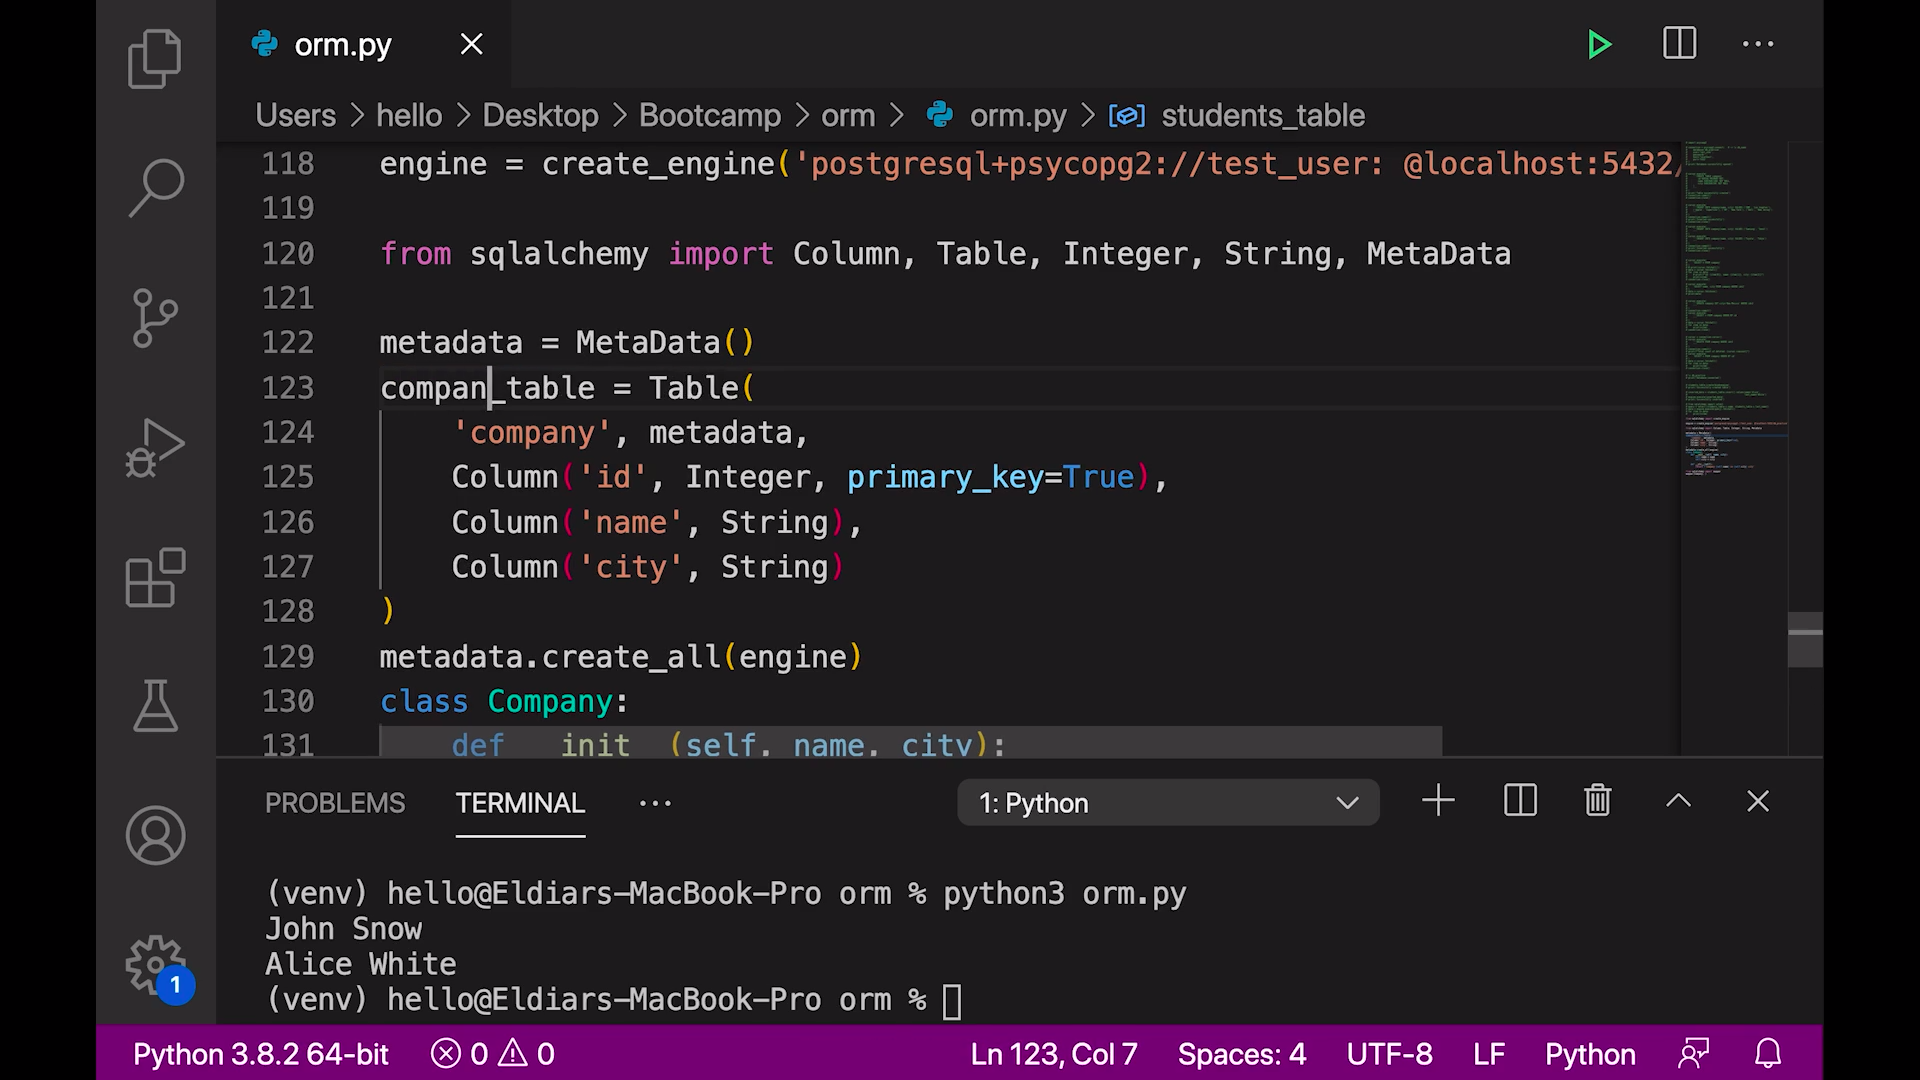 orm.py
Users > hello > Desktop > Bootcamp > orm > orm.py > students_table
118 engine = create_engine('postgresql+psycopg2://test_user: @localhost:5432/
119
120 from sqlalchemy import Column, Table, Integer, String, MetaData
121
122 metadata = MetaData()
123 compan_table = Table(
124 'company', metadata,
125 Column('id', Integer, primary_key=True),
126 Column('name', String),
127 Column('city', String)
128 )
129 metadata.create_all(engine)
130 class Company:
131 def __init__(self, name, city):
PROBLEMS TERMINAL ··· 1: Python
(venv) hello@Eldiars-MacBook-Pro orm % python3 orm.py
John Snow
Alice White
(venv) hello@Eldiars-MacBook-Pro orm %
1
Python 3.8.2 64-bit 0 0 Ln 123, Col 7 Spaces: 4 UTF-8 LF Python